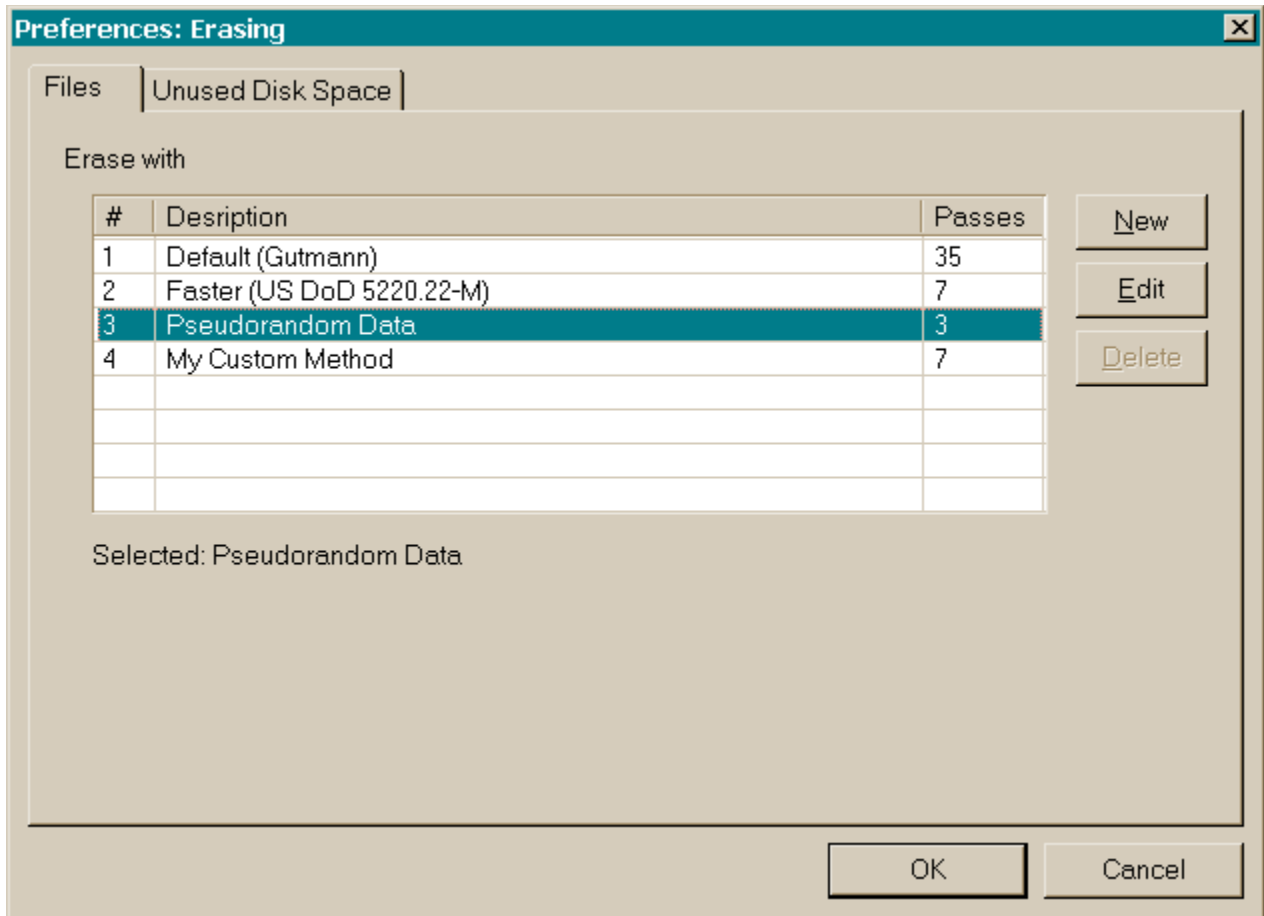 Preferences: Erasing
Files Unused Disk Space
Erase with
# Desription Passes
1 Default (Gutmann) 35
2 Faster (US DoD 5220.22-M) 7
3 Pseudorandom Data 3
4 My Custom Method 7
New
Edit
Delete
Selected: Pseudorandom Data
OK Cancel